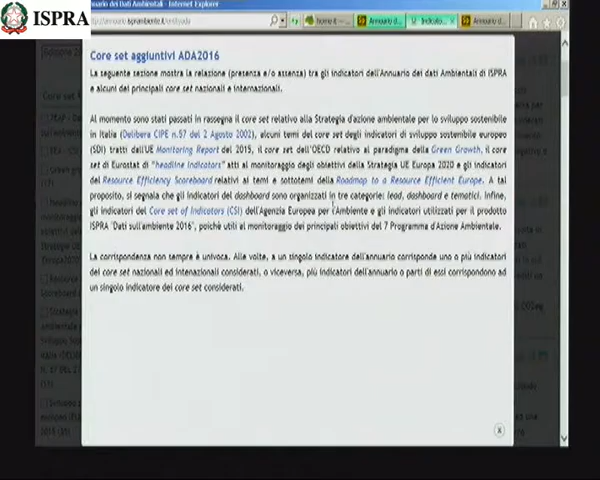 ISPRA
nnuario dei Dati Ambientali - Internet Explorer
Core set aggiuntivi ADA2016
La seguente sezione mostra la relazione (presenza e/o assenza) tra gli indicatori dell'Annuario dei dati Ambientali di ISPRA
e alcuni dei principali core set nazionali e internazionali.
Al momento sono stati passati in rassegna il core set relativo alla Strategia d'azione ambientale per lo sviluppo sostenibile
in Italia (Delibera CIPE n.57 del 2 Agosto 2002), alcuni temi del core set degli indicatori di sviluppo sostenibile europeo
(SDI) tratti dall'UE Monitoring Report del 2015, il core set dell'OECD relativo al paradigma della Green Growth, il core
set di Eurostat di "headline indicators" atti al monitoraggio degli obiettivi della Strategia UE Europa 2020 e gli indicatori
del Resource Efficiency Scoreboard relativi ai temi e sottotemi della Roadmap to a Resource Efficient Europe. A tal
proposito, si segnala che gli indicatori del dashboard sono organizzati in tre categorie: lead, dashboard e tematici. Infine,
gli indicatori del Core set of Indicators (CSI) dell'Agenzia Europea per l'Ambiente e gli indicatori utilizzati per il prodotto
ISPRA "Dati sull'ambiente 2016", poichè utili al monitoraggio dei principali obiettivi del 7 Programma d'Azione Ambientale.
La corrispondenza non sempre è univoca. Alle volte, a un singolo indicatore dell'annuario corrisponde uno o più indicatori
dei core set nazionali ed intenazionali considerati, o viceversa, più indicatori dell'annuario o parti di essi corrispondono ad
un singolo indicatore dei core set considerati.
X